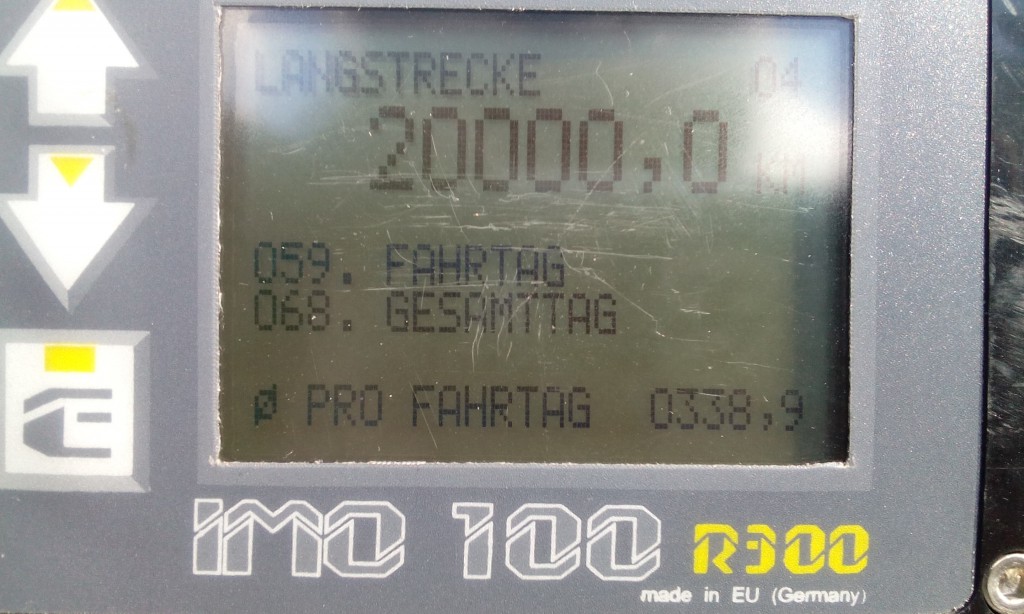 LANGSTRECKE 04
20000,0 KM
059. FAHRTAG
068. GESAMTTAG
Ø PRO FAHRTAG 0338,9
IMO 100 R300
made in EU (Germany)